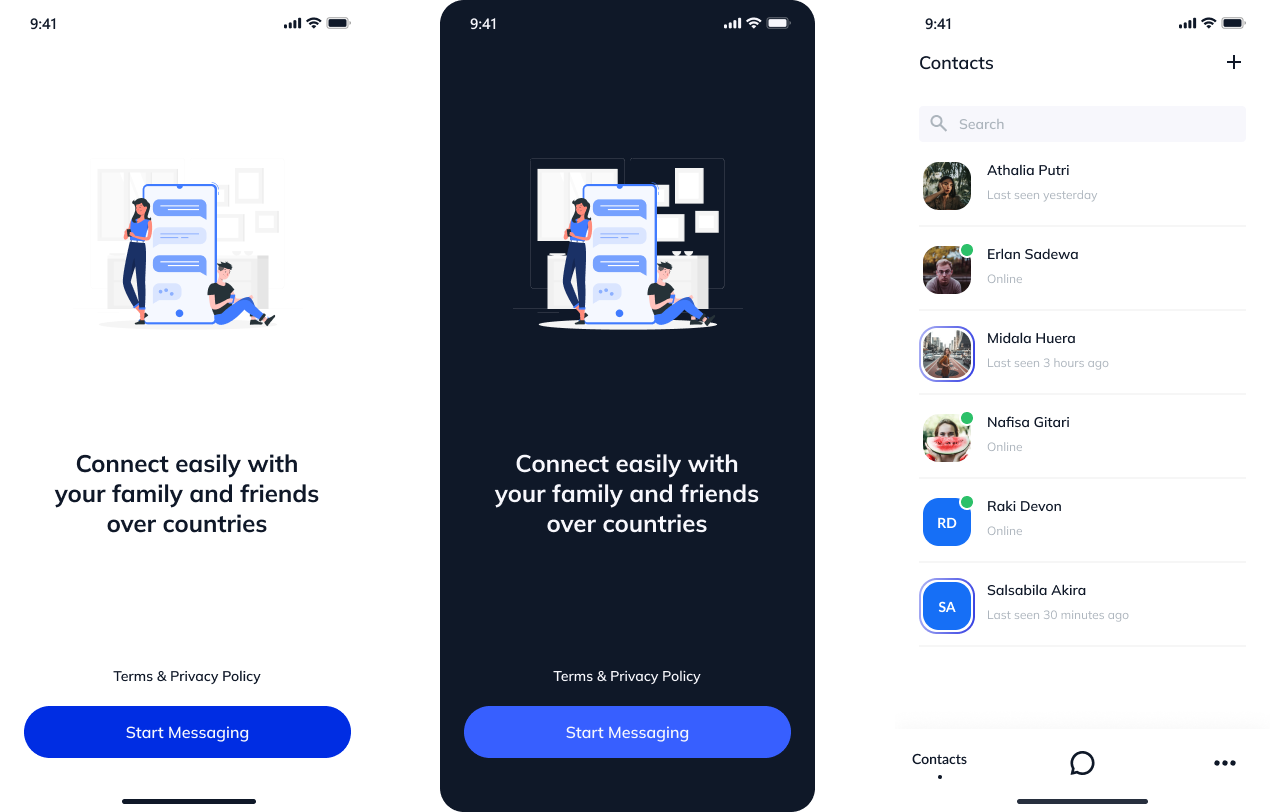 9:41
Connect easily with
your family and friends
over countries
Terms & Privacy Policy
Start Messaging
9:41
Connect easily with
your family and friends
over countries
Terms & Privacy Policy
Start Messaging
9:41
Contacts
Search
Athalia Putri
Last seen yesterday
Erlan Sadewa
Online
Midala Huera
Last seen 3 hours ago
Nafisa Gitari
Online
RD
Raki Devon
Online
SA
Salsabila Akira
Last seen 30 minutes ago
Contacts